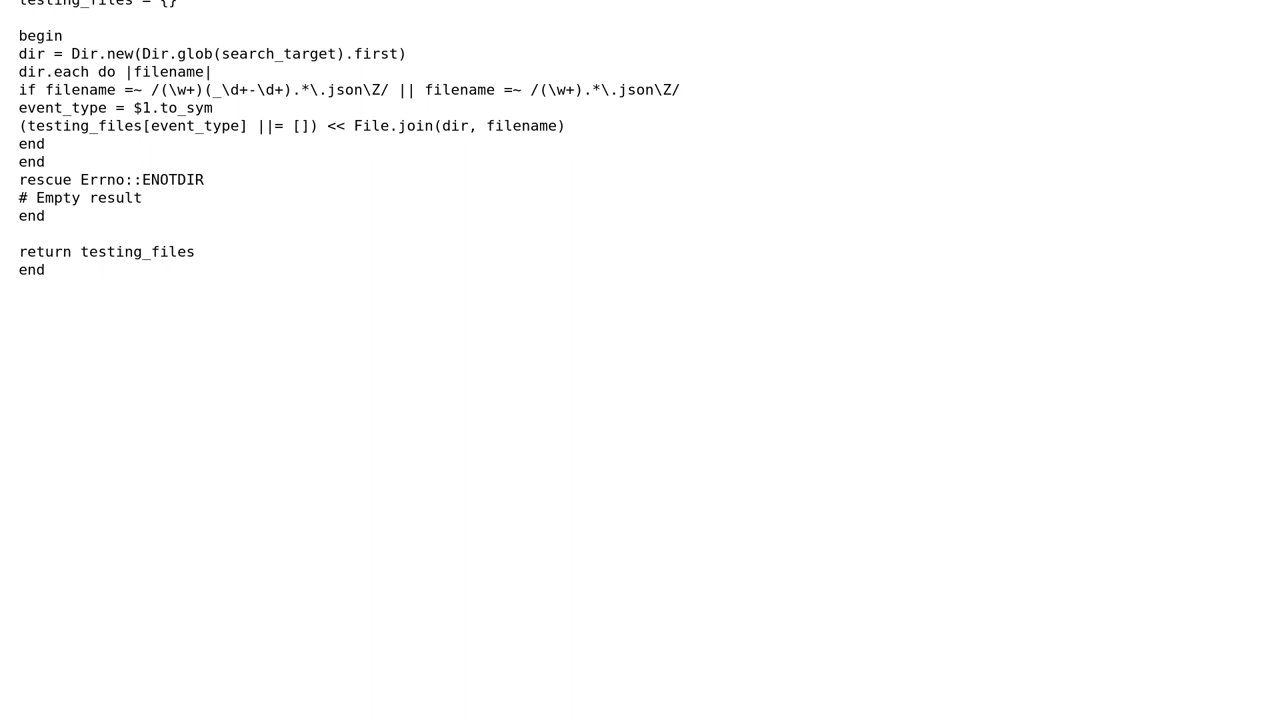 testing_files = {}

begin
dir = Dir.new(Dir.glob(search_target).first)
dir.each do |filename|
if filename =~ /(\w+)(_\d+-\d+).*\.json\Z/ || filename =~ /(\w+).*\.json\Z/
event_type = $1.to_sym
(testing_files[event_type] ||= []) << File.join(dir, filename)
end
end
rescue Errno::ENOTDIR
# Empty result
end

return testing_files
end